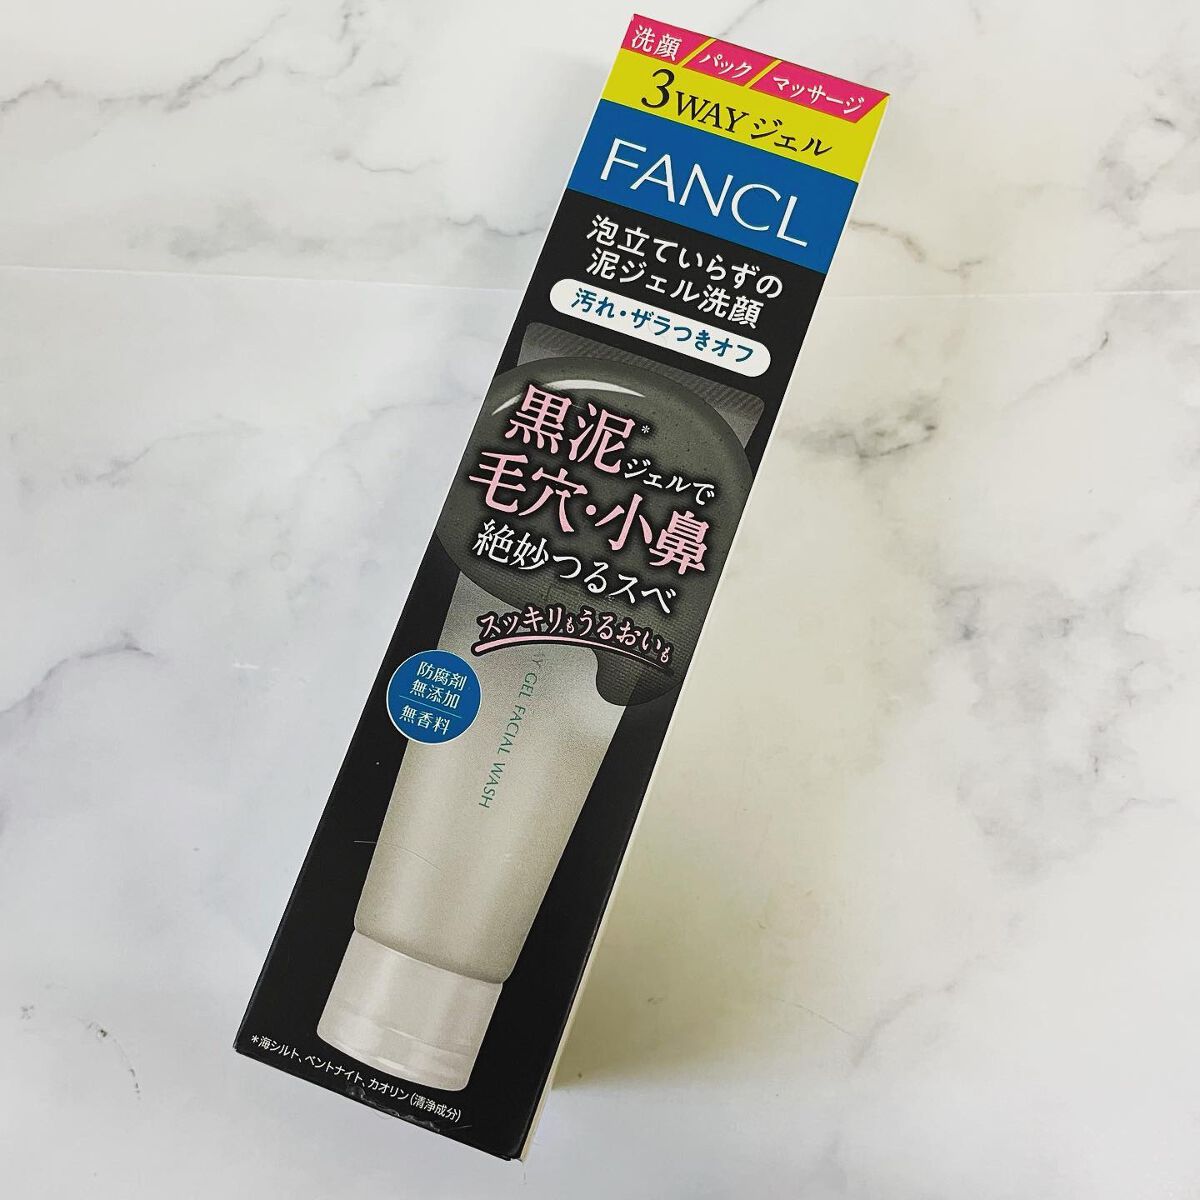 洗顔/パック/マッサージ
3WAYジェル
FANCL
泡立ていらずの
泥ジェル洗顔
汚れ・ザラつきオフ
黒泥*ジェルで
毛穴・小鼻
絶妙つるスベ
スッキリもうるおいも
防腐剤
無添加
無香料
GEL FACIAL WASH
*海シルト、ベントナイト、カオリン(清浄成分)